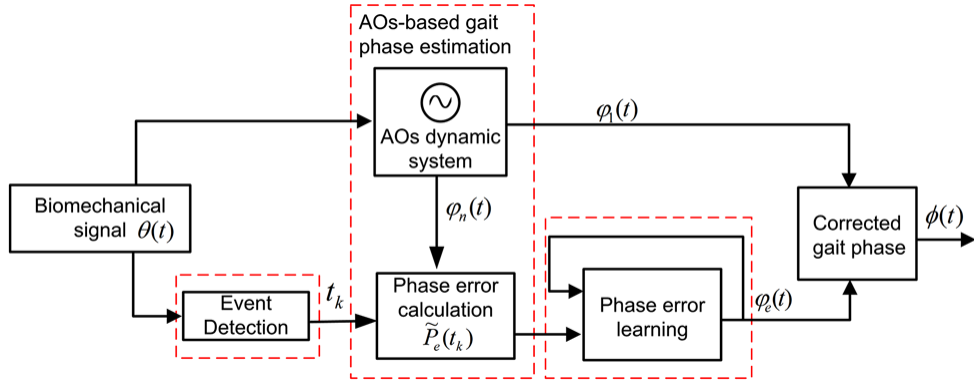 AOs-based gait
phase estimation
AOs dynamic
system
φ₁(t)
Biomechanical
signal θ(t)
φₙ(t)
Corrected
gait phase
ϕ(t)
Event
Detection
tₖ
Phase error
calculation
P̃ₑ(tₖ)
Phase error
learning
φₑ(t)